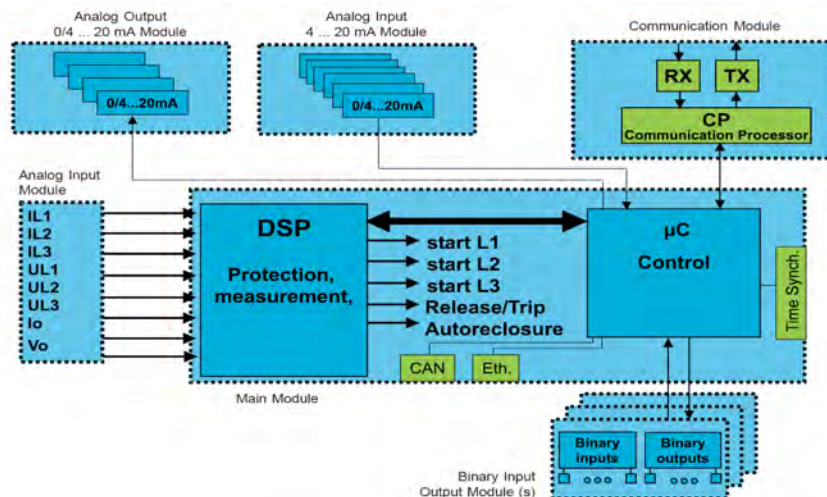 Analog Output
0/4 ... 20 mA Module
Analog Input
4 ... 20 mA Module
Communication Module
0/4...20mA
0/4...20mA
RX
TX
CP
Communication Processor
Analog Input
Module
IL1
IL2
IL3
UL1
UL2
UL3
Io
Vo
DSP
Protection,
measurement,
start L1
start L2
start L3
Release/Trip
Autoreclosure
µC
Control
Time Synch.
CAN
Eth.
Main Module
Binary
inputs
Binary
outputs
Binary Input
Output Module (s)